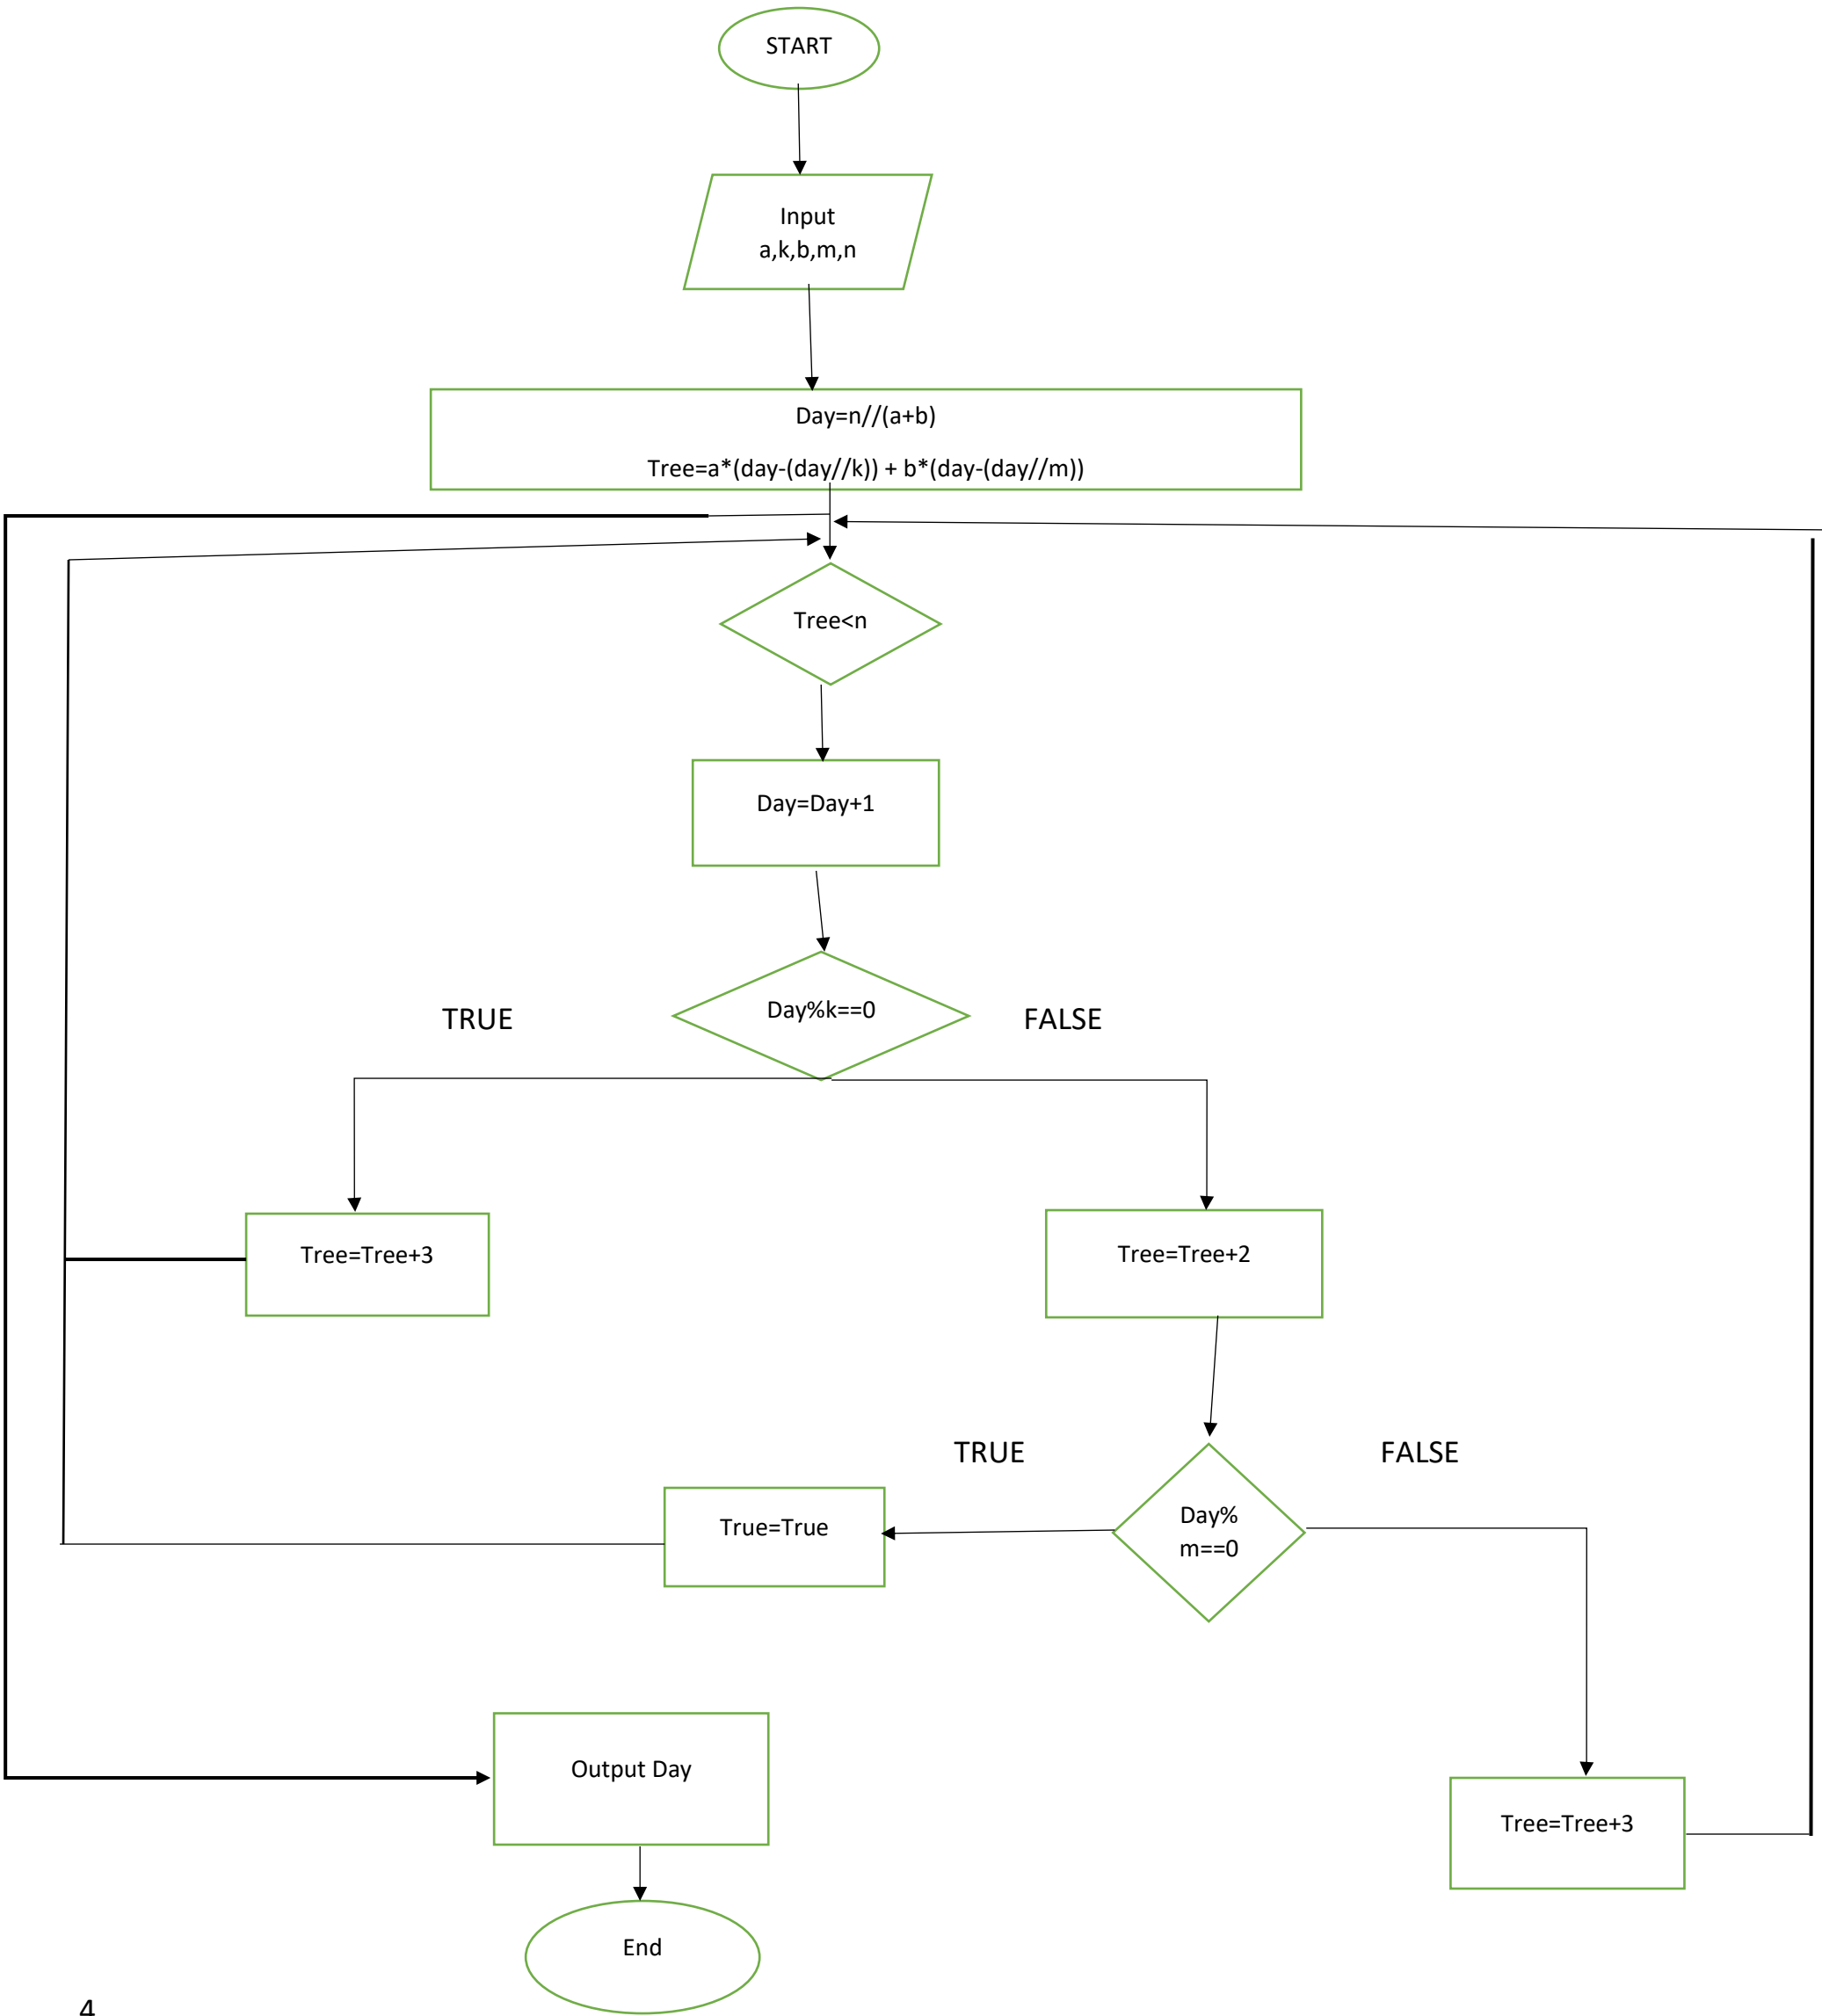 START
Input
a,k,b,m,n
Day=n//(a+b)
Tree=a*(day-(day//k)) + b*(day-(day//m))
Tree<n
Day=Day+1
Day%k==0
TRUE
FALSE
Tree=Tree+3
Tree=Tree+2
TRUE
FALSE
True=True
Day%
m==0
Output Day
Tree=Tree+3
End
4